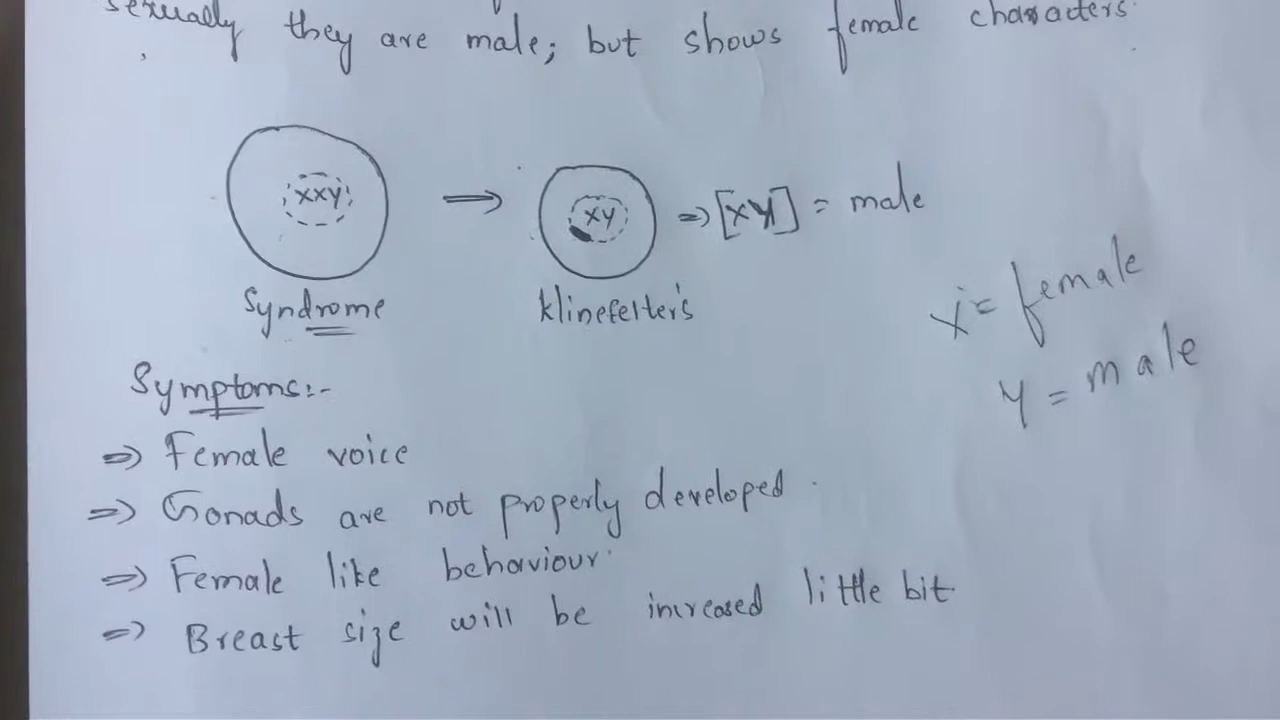 sexually they are male; but shows female characters.
XXY ⇒ XY ⇒ [XY] = male
Syndrome
klinefelter's
X = female
Y = male
Symptoms:-
⇒ Female voice
⇒ Gonads are not properly developed.
⇒ Female like behaviour.
⇒ Breast size will be increased little bit.